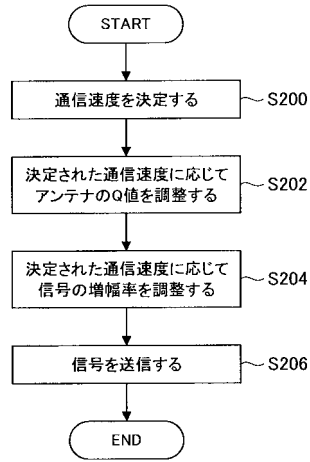 START
通信速度を決定する
S200
決定された通信速度に応じて
アンテナのQ値を調整する
S202
決定された通信速度に応じて
信号の増幅率を調整する
S204
信号を送信する
S206
END